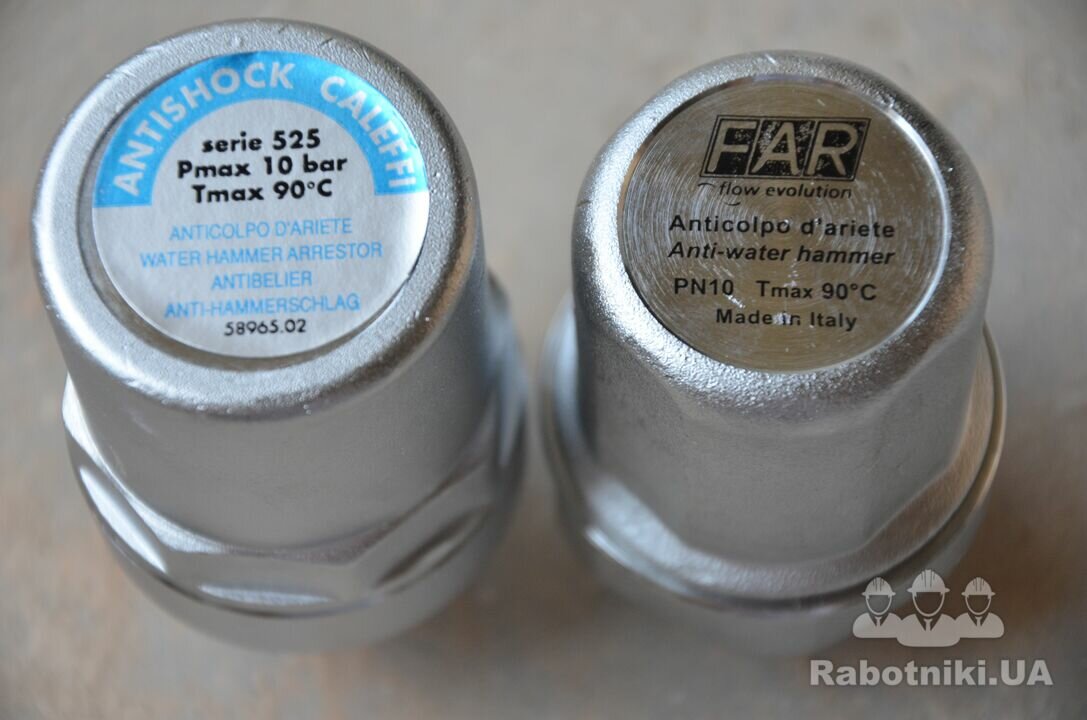 ANTISHOCK CALEFFI
serie 525
Pmax 10 bar
Tmax 90°C
ANTICOLPO D'ARIETE
WATER HAMMER ARRESTOR
ANTIBELIER
ANTI-HAMMERSCHLAG
58965.02
FAR
flow evolution
Anticolpo d'ariete
Anti-water hammer
PN10 Tmax 90°C
Made in Italy
Rabotniki.UA